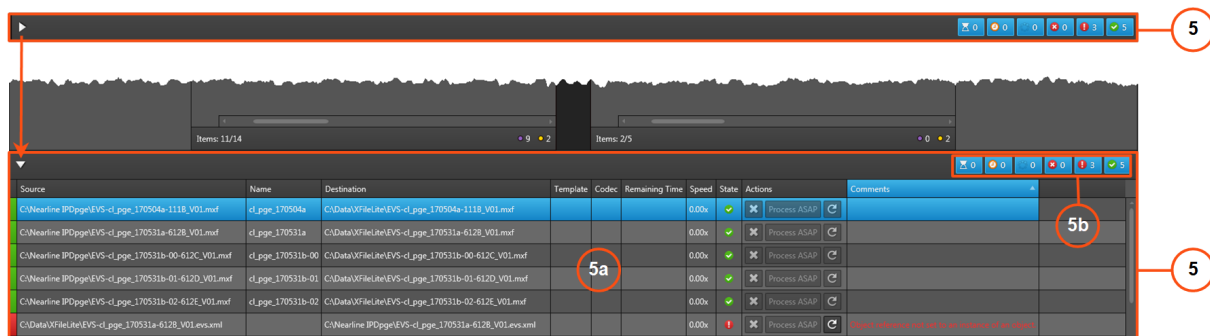 0 0 0 0 3 5
5
Items: 11/14 9 2 Items: 2/5 0 2
0 0 0 0 3 5
Source Name Destination Template Codec Remaining Time Speed State Actions Comments
C:\Nearline IPDpge\EVS-cl_pge_170504a-111B_V01.mxf cl_pge_170504a C:\Data\XFileLite\EVS-cl_pge_170504a-111B_V01.mxf 0.00x Process ASAP
5b
C:\Nearline IPDpge\EVS-cl_pge_170531a-612B_V01.mxf cl_pge_170531a C:\Data\XFileLite\EVS-cl_pge_170531a-612B_V01.mxf 0.00x Process ASAP
C:\Nearline IPDpge\EVS-cl_pge_170531b-00-612C_V01.mxf cl_pge_170531b-00 C:\Data\XFileLite\EVS-cl_pge_170531b-00-612C_V01.mxf 0.00x Process ASAP
5a
5
C:\Nearline IPDpge\EVS-cl_pge_170531b-01-612D_V01.mxf cl_pge_170531b-01 C:\Data\XFileLite\EVS-cl_pge_170531b-01-612D_V01.mxf 0.00x Process ASAP
C:\Nearline IPDpge\EVS-cl_pge_170531b-02-612E_V01.mxf cl_pge_170531b-02 C:\Data\XFileLite\EVS-cl_pge_170531b-02-612E_V01.mxf 0.00x Process ASAP
C:\Data\XFileLite\EVS-cl_pge_170531a-612B_V01.evs.xml C:\Nearline IPDpge\EVS-cl_pge_170531a-612B_V01.evs.xml 0.00x Process ASAP